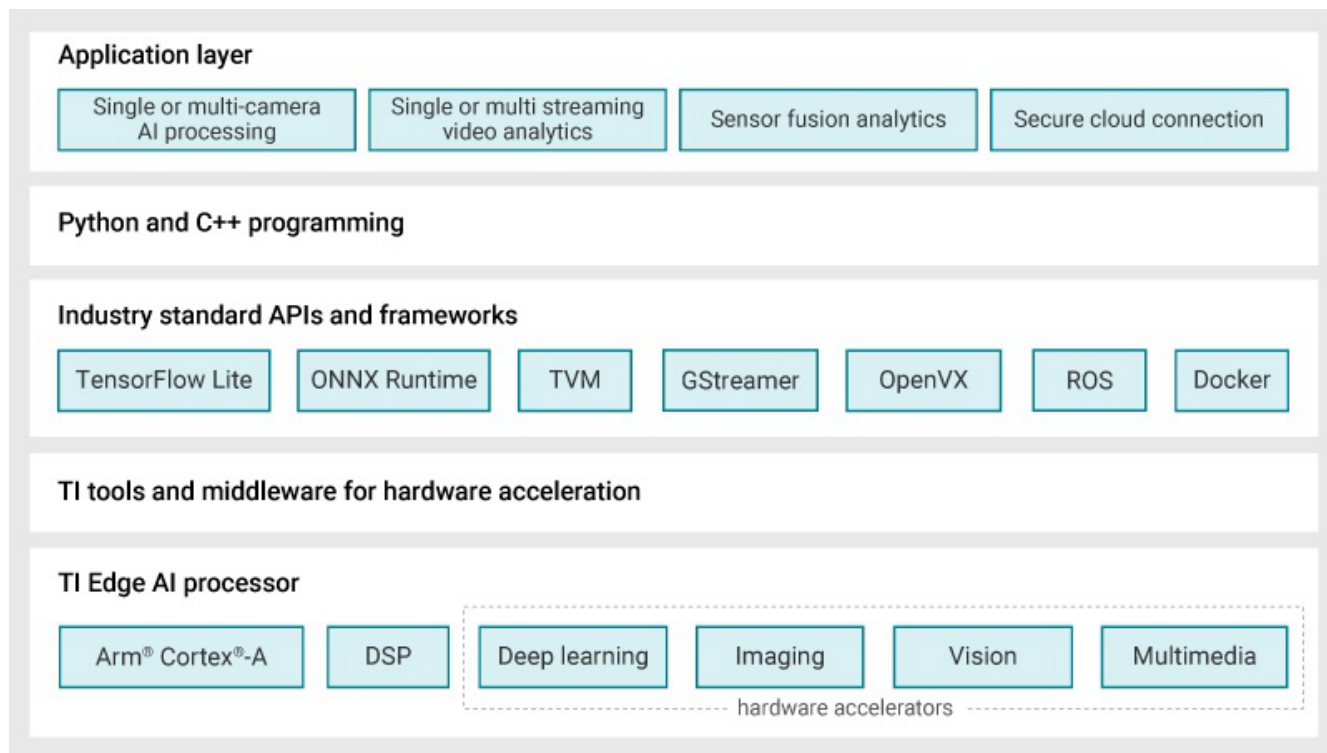 Application layer
Single or multi-camera
AI processing
Single or multi streaming
video analytics
Sensor fusion analytics
Secure cloud connection
Python and C++ programming
Industry standard APIs and frameworks
TensorFlow Lite
ONNX Runtime
TVM
GStreamer
OpenVX
ROS
Docker
TI tools and middleware for hardware acceleration
TI Edge AI processor
Arm® Cortex®-A
DSP
Deep learning
Imaging
Vision
Multimedia
hardware accelerators